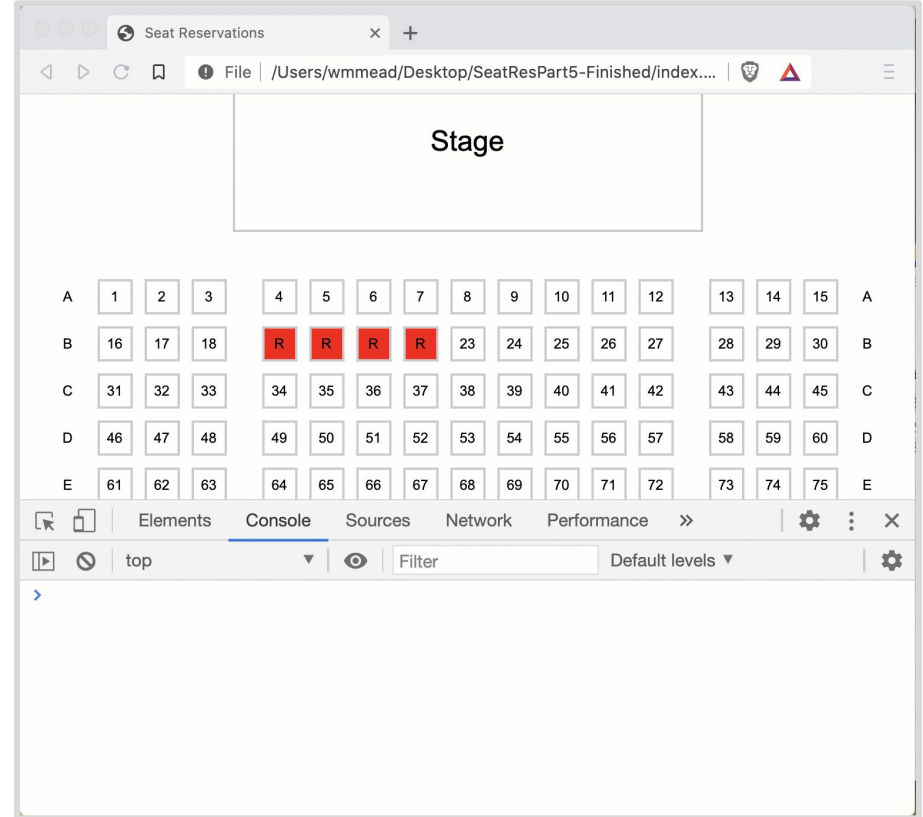 Seat Reservations × +
File /Users/wmmead/Desktop/SeatResPart5-Finished/index....
Stage
A 1 2 3 4 5 6 7 8 9 10 11 12 13 14 15 A
B 16 17 18 R R R R 23 24 25 26 27 28 29 30 B
C 31 32 33 34 35 36 37 38 39 40 41 42 43 44 45 C
D 46 47 48 49 50 51 52 53 54 55 56 57 58 59 60 D
E 61 62 63 64 65 66 67 68 69 70 71 72 73 74 75 E
Elements Console Sources Network Performance »
top Filter Default levels